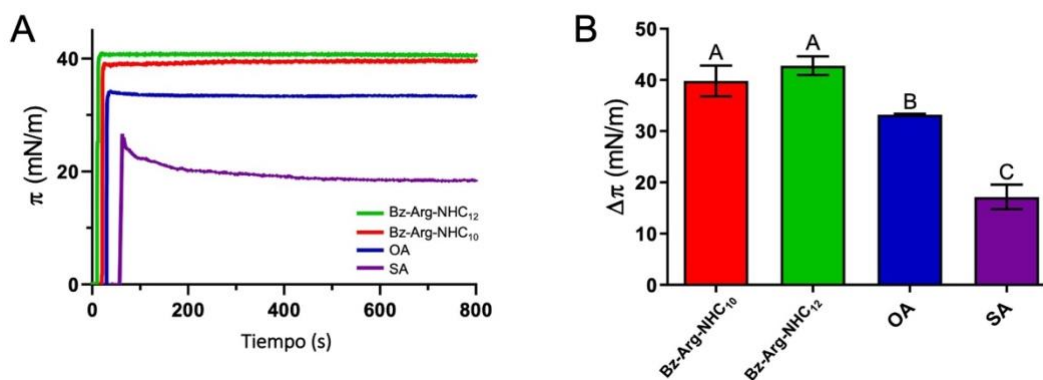 A
π (mN/m)
40
20
0
0
200
400
600
800
Tiempo (s)
Bz-Arg-NHC₁₂
Bz-Arg-NHC₁₀
OA
SA
B
Δπ (mN/m)
50
40
30
20
10
0
A
A
B
C
Bz-Arg-NHC₁₀
Bz-Arg-NHC₁₂
OA
SA